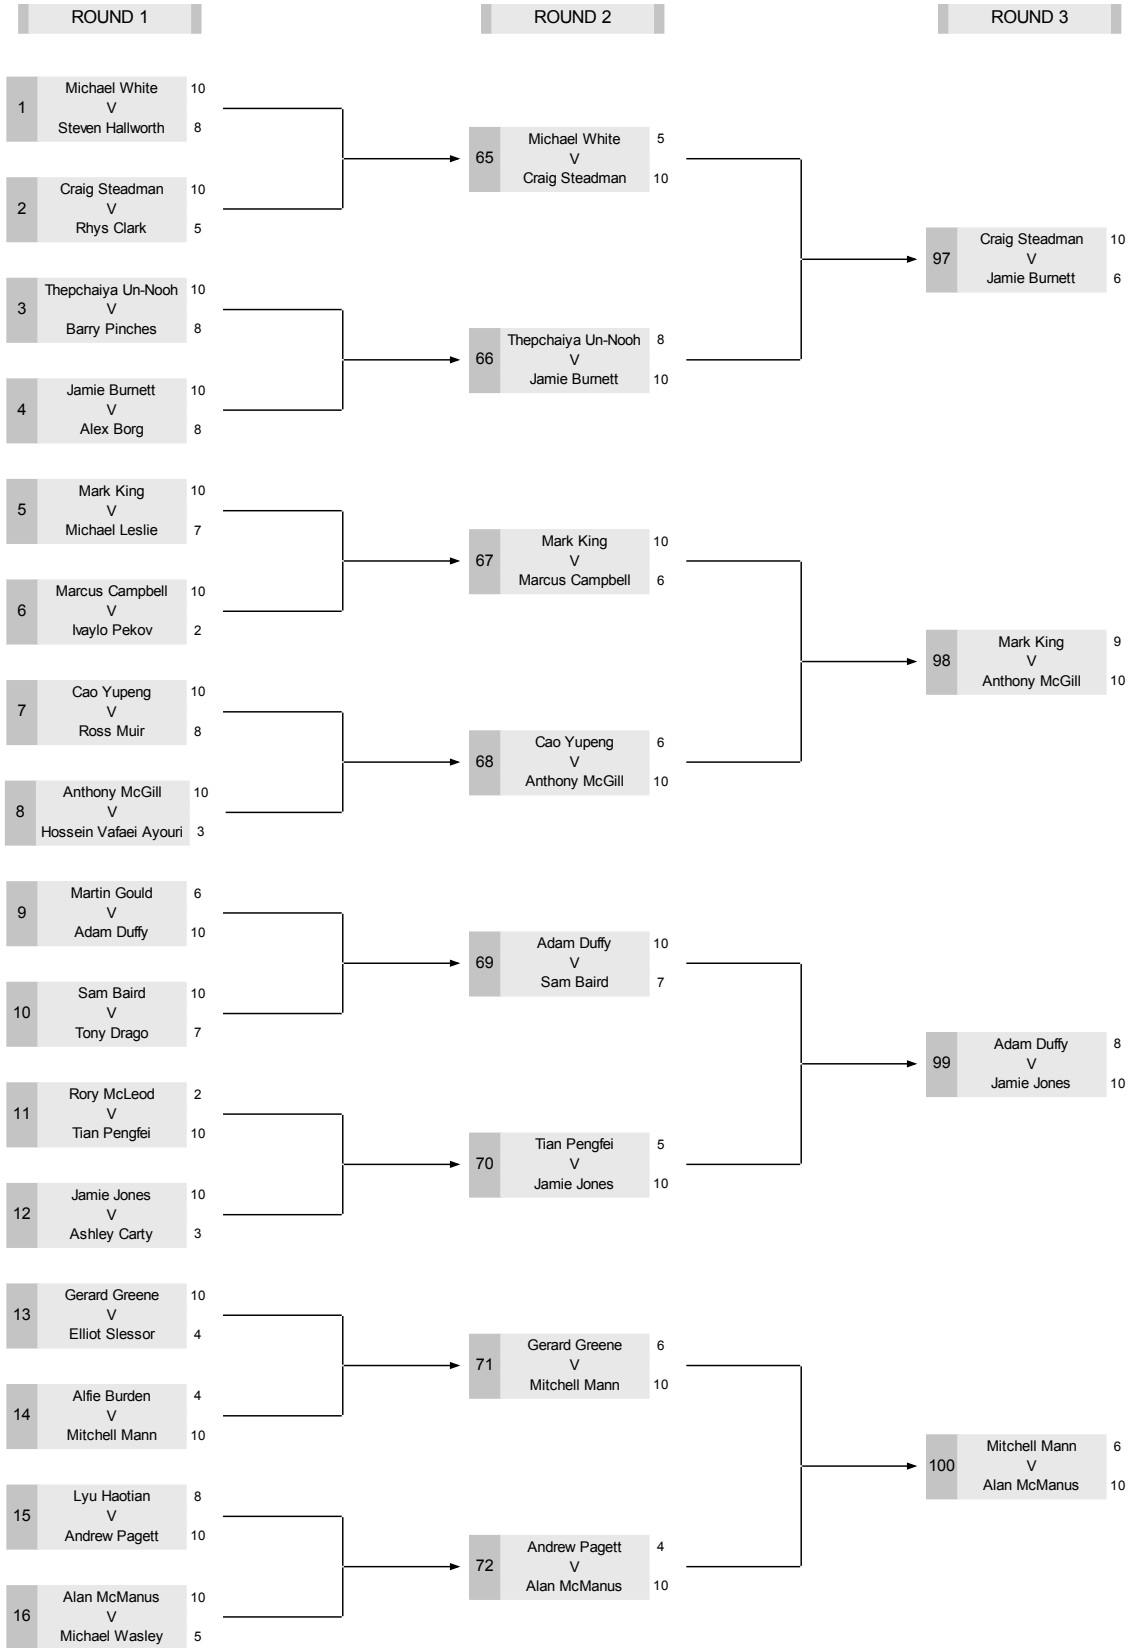 ROUND 1
ROUND 2
ROUND 3
1
Michael White 10
V
Steven Hallworth 8
2
Craig Steadman 10
V
Rhys Clark 5
3
Thepchaiya Un-Nooh 10
V
Barry Pinches 8
4
Jamie Burnett 10
V
Alex Borg 8
5
Mark King 10
V
Michael Leslie 7
6
Marcus Campbell 10
V
Ivaylo Pekov 2
7
Cao Yupeng 10
V
Ross Muir 8
8
Anthony McGill 10
V
Hossein Vafaei Ayouri 3
9
Martin Gould 6
V
Adam Duffy 10
10
Sam Baird 10
V
Tony Drago 7
11
Rory McLeod 2
V
Tian Pengfei 10
12
Jamie Jones 10
V
Ashley Carty 3
13
Gerard Greene 10
V
Elliot Slessor 4
14
Alfie Burden 4
V
Mitchell Mann 10
15
Lyu Haotian 8
V
Andrew Pagett 10
16
Alan McManus 10
V
Michael Wasley 5
65
Michael White 5
V
Craig Steadman 10
66
Thepchaiya Un-Nooh 8
V
Jamie Burnett 10
67
Mark King 10
V
Marcus Campbell 6
68
Cao Yupeng 6
V
Anthony McGill 10
69
Adam Duffy 10
V
Sam Baird 7
70
Tian Pengfei 5
V
Jamie Jones 10
71
Gerard Greene 6
V
Mitchell Mann 10
72
Andrew Pagett 4
V
Alan McManus 10
97
Craig Steadman 10
V
Jamie Burnett 6
98
Mark King 9
V
Anthony McGill 10
99
Adam Duffy 8
V
Jamie Jones 10
100
Mitchell Mann 6
V
Alan McManus 10